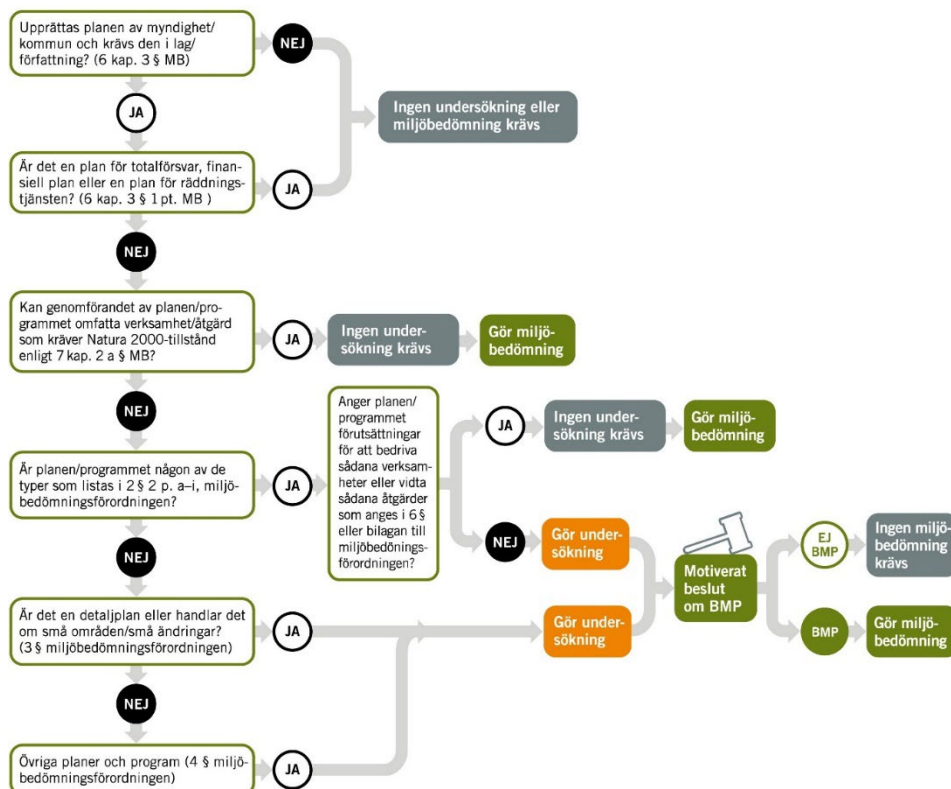 Upprättas planen av myndighet/
kommun och krävs den i lag/
författning? (6 kap. 3 § MB)
NEJ
JA
Ingen undersökning eller
miljöbedömning krävs
Är det en plan för totalförsvar, finan-
siell plan eller en plan för räddnings-
tjänsten? (6 kap. 3 § 1 pt. MB )
JA
NEJ
Kan genomförandet av planen/pro-
grammet omfatta verksamhet/åtgärd
som kräver Natura 2000-tillstånd
enligt 7 kap. 2 a § MB?
JA
Ingen under-
sökning krävs
Gör miljö-
bedömning
NEJ
Är planen/programmet någon av de
typer som listas i 2 § 2 p. a–i, miljö-
bedömningsförordningen?
JA
Anger planen/
programmet
förutsättningar
för att bedriva
sådana verksam-
heter eller vidta
sådana åtgärder
som anges i 6 §
eller bilagan till
miljöbedönings-
förordningen?
JA
Ingen under-
sökning krävs
Gör miljö-
bedömning
NEJ
Gör under-
sökning
Motiverat
beslut
om BMP
EJ
BMP
Ingen miljö-
bedömning
krävs
BMP
Gör miljö-
bedömning
NEJ
Är det en detaljplan eller handlar det
om små områden/små ändringar?
(3 § miljöbedömningsförordningen)
JA
Gör under-
sökning
NEJ
Övriga planer och program (4 § miljö-
bedömningsförordningen)
JA